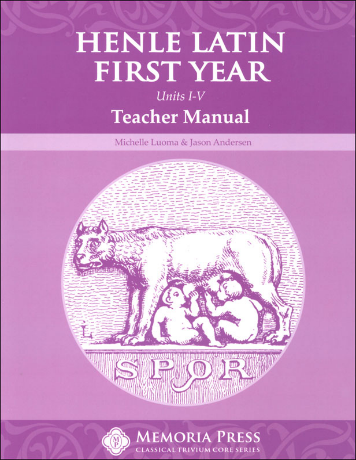 HENLE LATIN
FIRST YEAR
Units I-V
Teacher Manual
Michelle Luoma & Jason Andersen
L
SPQR
MEMORIA PRESS
CLASSICAL TRIVIUM CORE SERIES